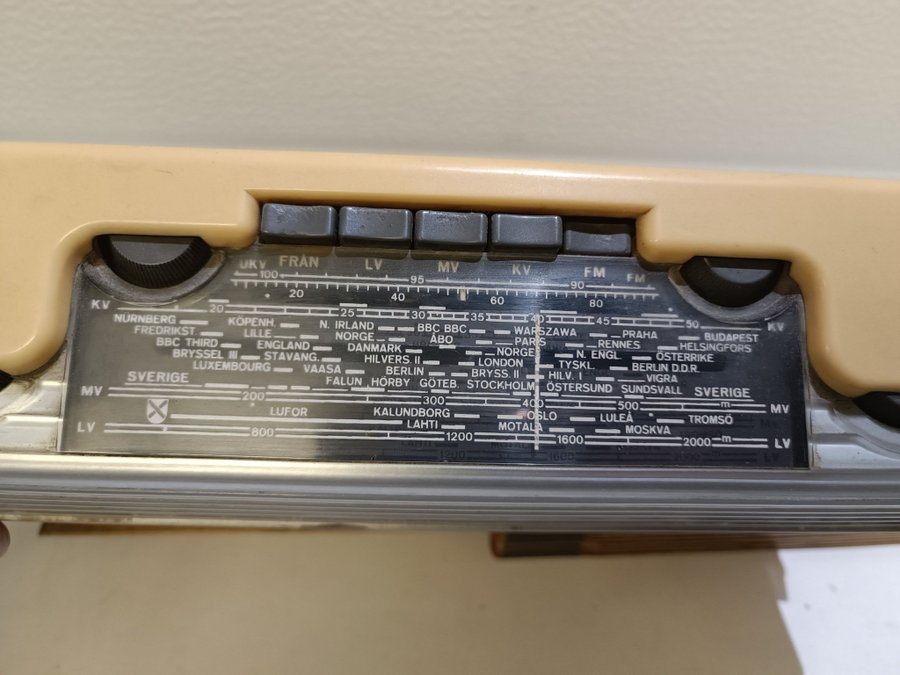 FRÅN LV MV KV FM
UKV 100 95 90 FM
20 40 60 80
KV 20 25 30 35 40 45 50 KV
NÜRNBERG KÖPENH. N. IRLAND BBC BBC WARSZAWA PRAHA BUDAPEST
FREDRIKST. LILLE NORGE ÅBO PARIS RENNES HELSINGFORS
BBC THIRD ENGLAND DANMARK NORGE N. ENGL. ÖSTERRIKE
BRYSSEL III STAVANG. HILVERS. II LONDON TYSKL. BERLIN D.D.R.
LUXEMBOURG VAASA BERLIN BRYSS. II HILV. I VIGRA
SVERIGE FALUN HÖRBY GÖTEB. STOCKHOLM ÖSTERSUND SUNDSVALL SVERIGE
MV 200 300 400 500 m MV
LUFOR KALUNDBORG OSLO LULEÅ TROMSÖ
LAHTI MOTALA MOSKVA
LV 800 1200 1600 2000 m LV